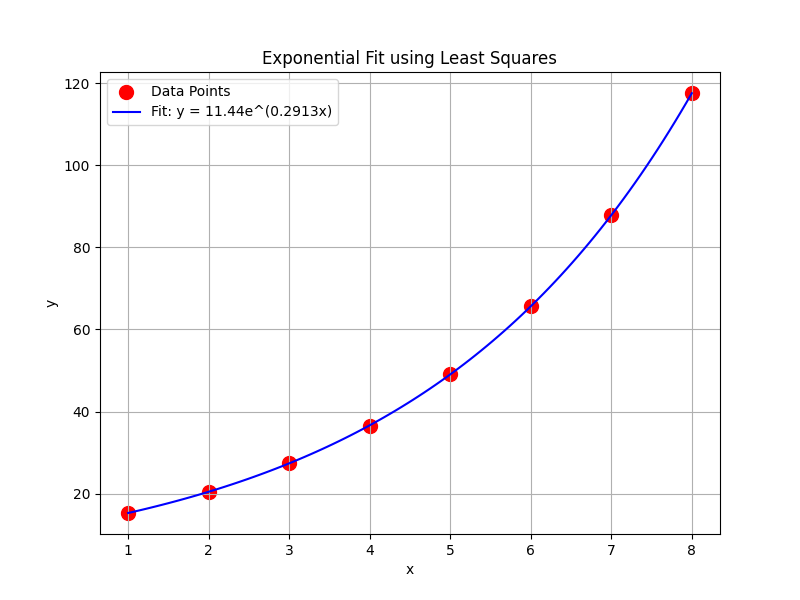 Exponential Fit using Least Squares
Data Points
Fit: y = 11.44e^(0.2913x)
120
100
80
60
40
20
y
1 2 3 4 5 6 7 8
x